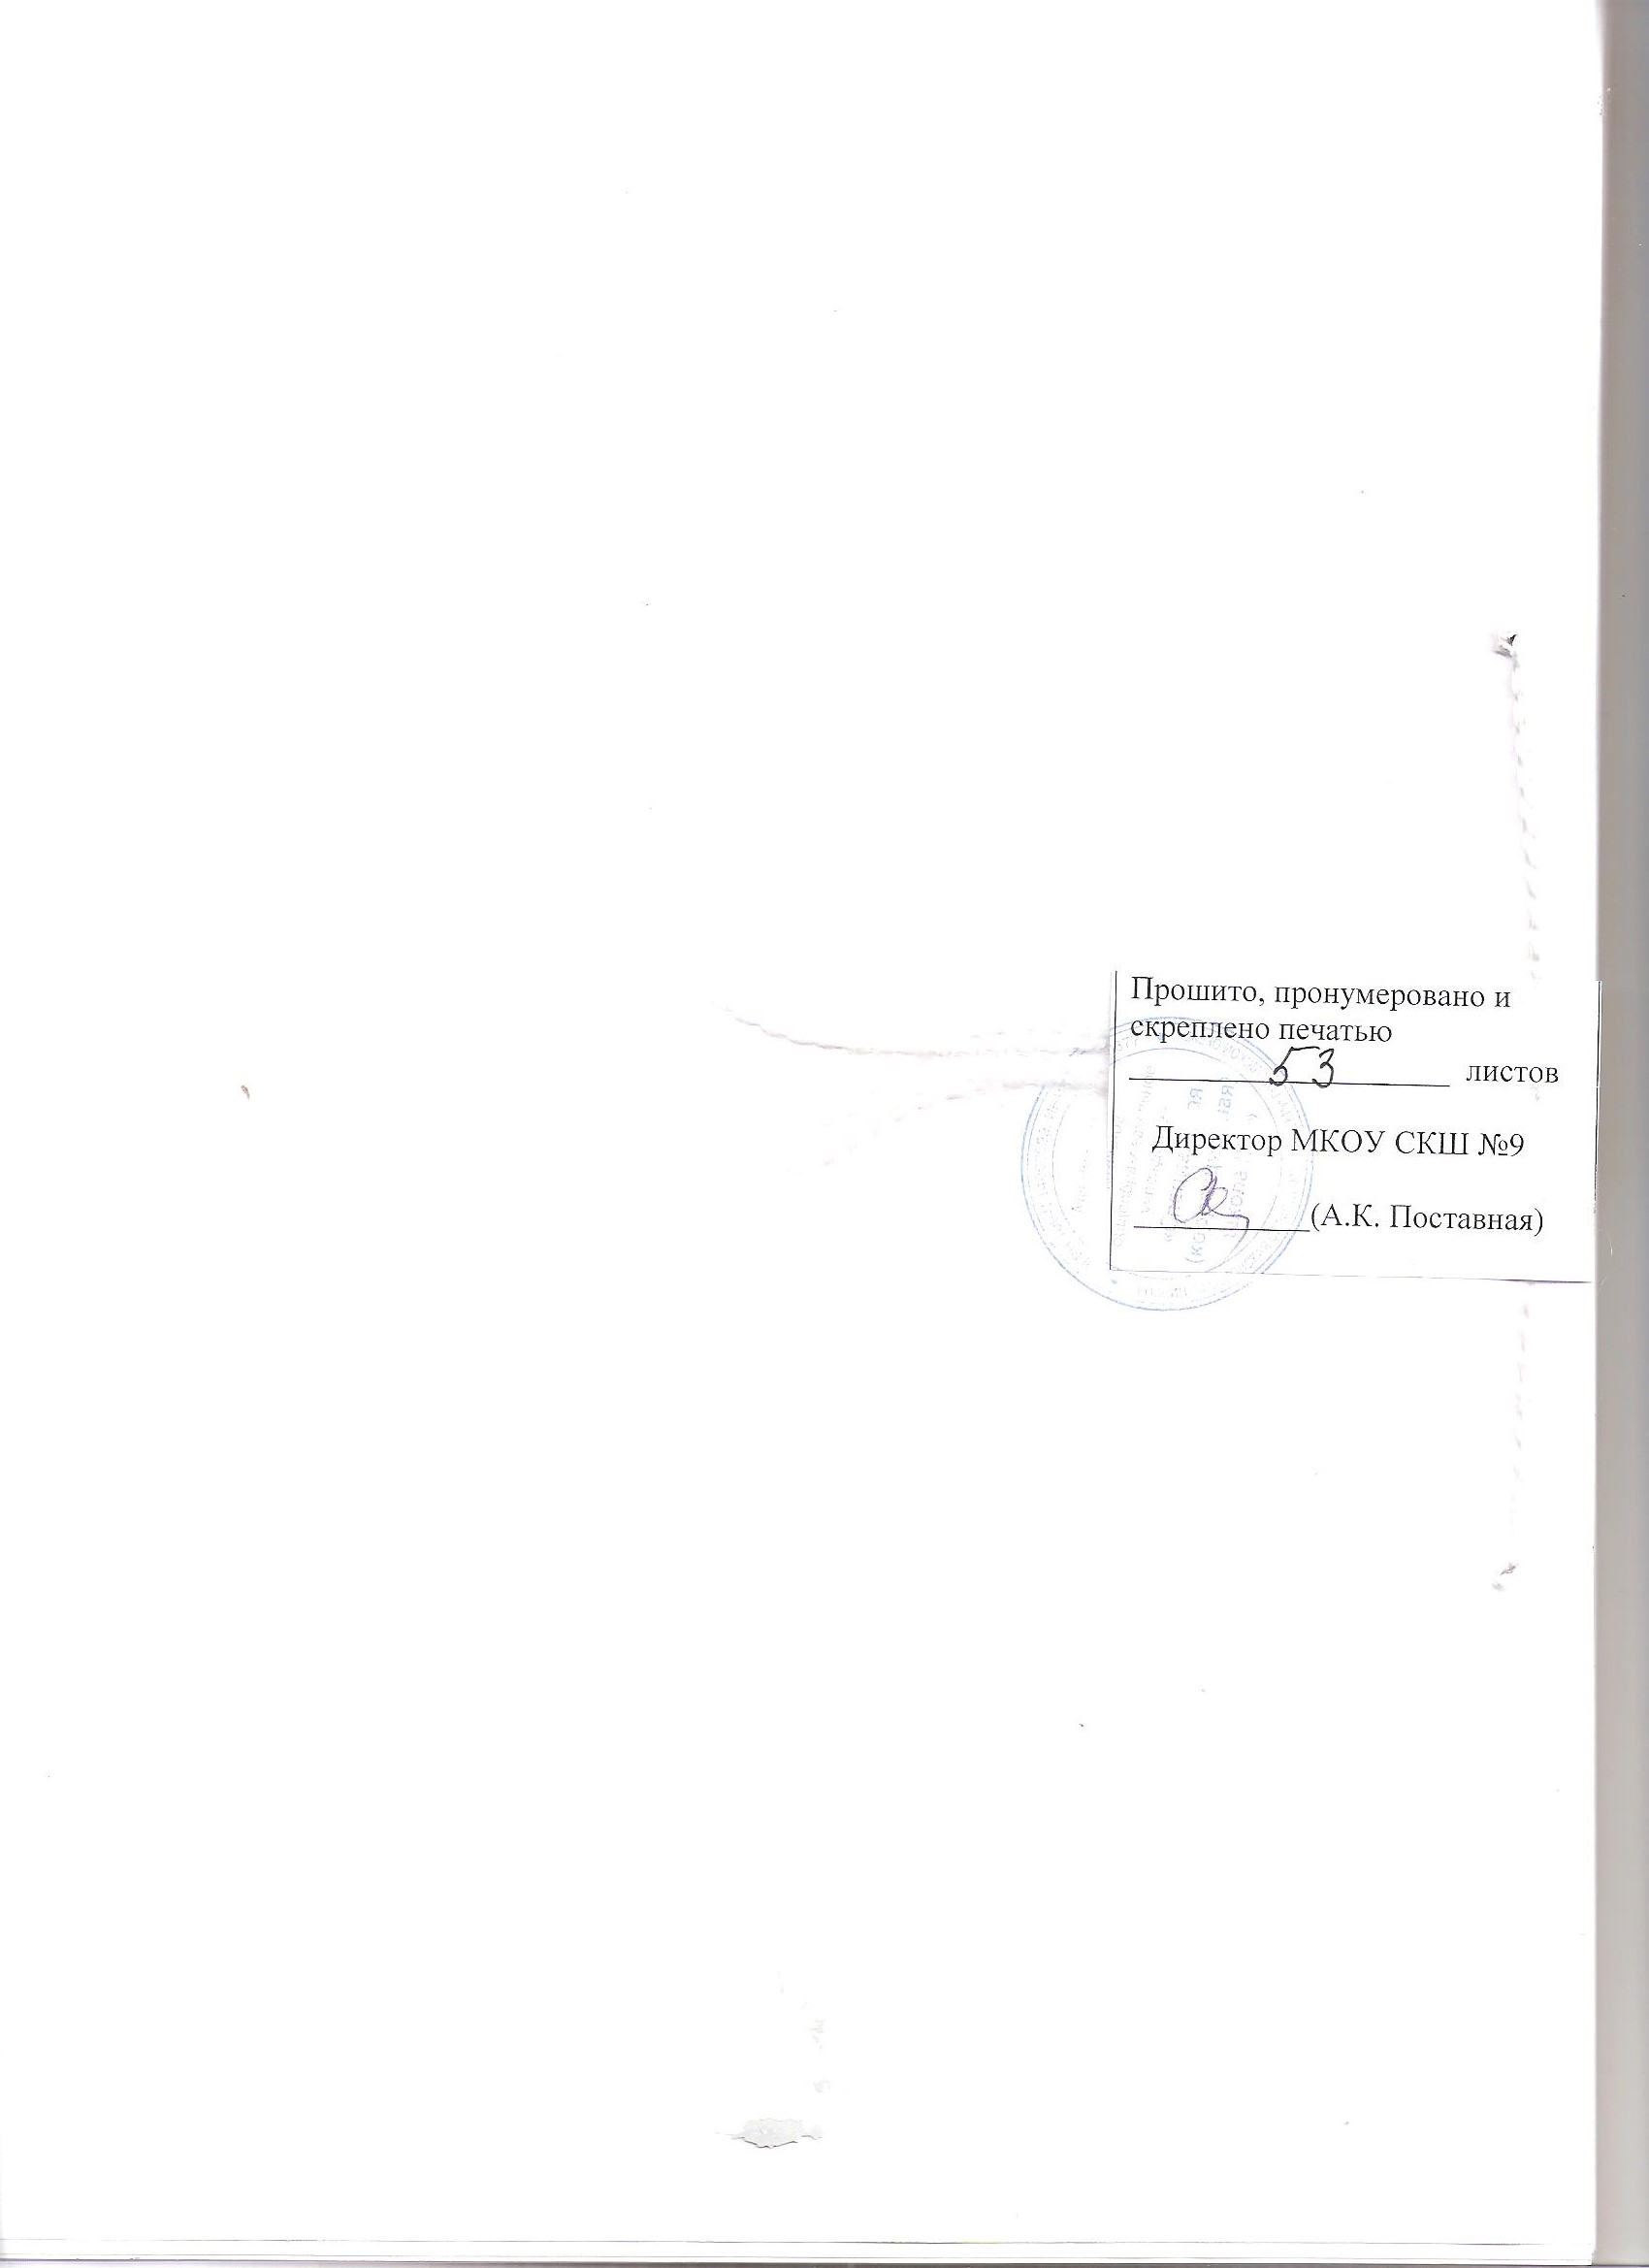 Прошито, пронумеровано и
скреплено печатью
53 листов
Директор МКОУ СКШ №9
(А.К. Поставная)